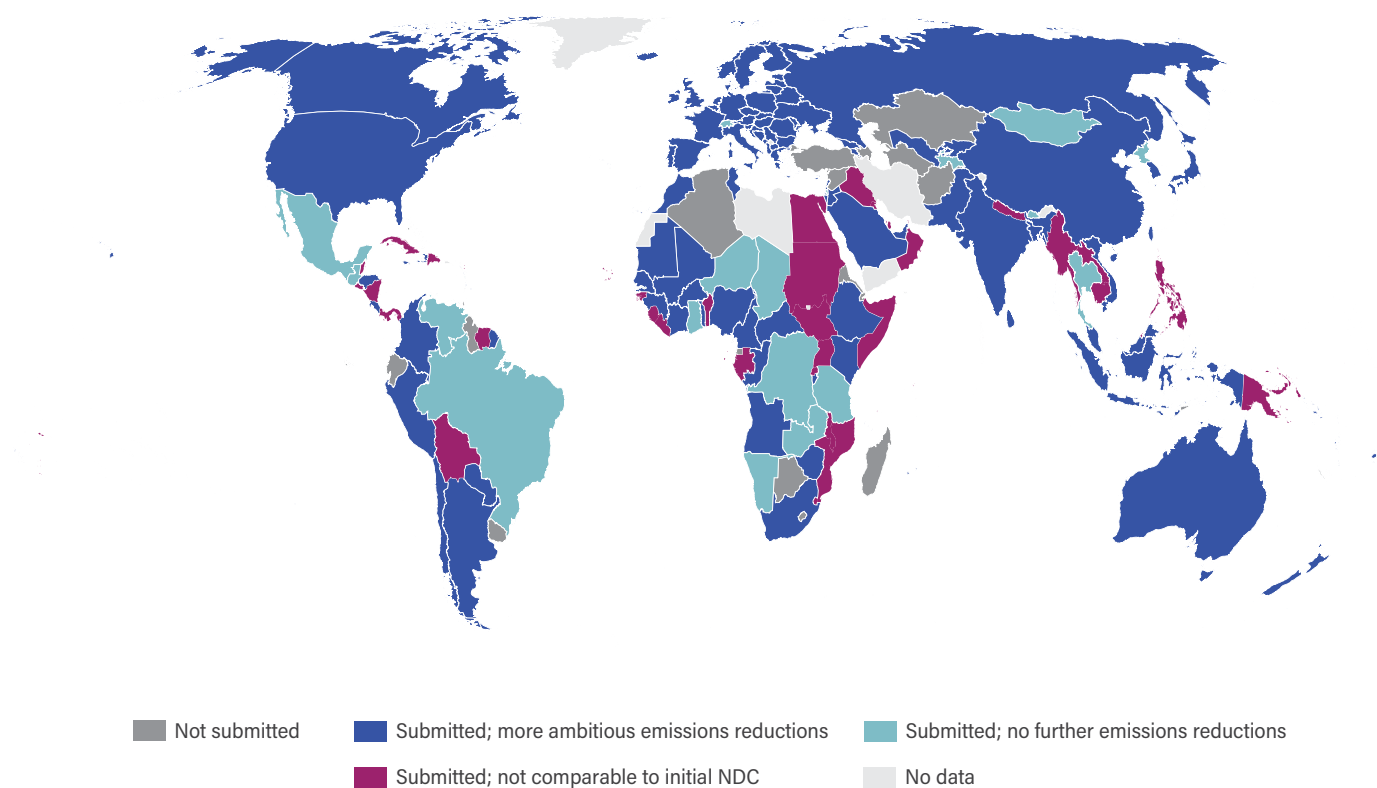 Not submitted
Submitted; more ambitious emissions reductions
Submitted; no further emissions reductions
Submitted; not comparable to initial NDC
No data